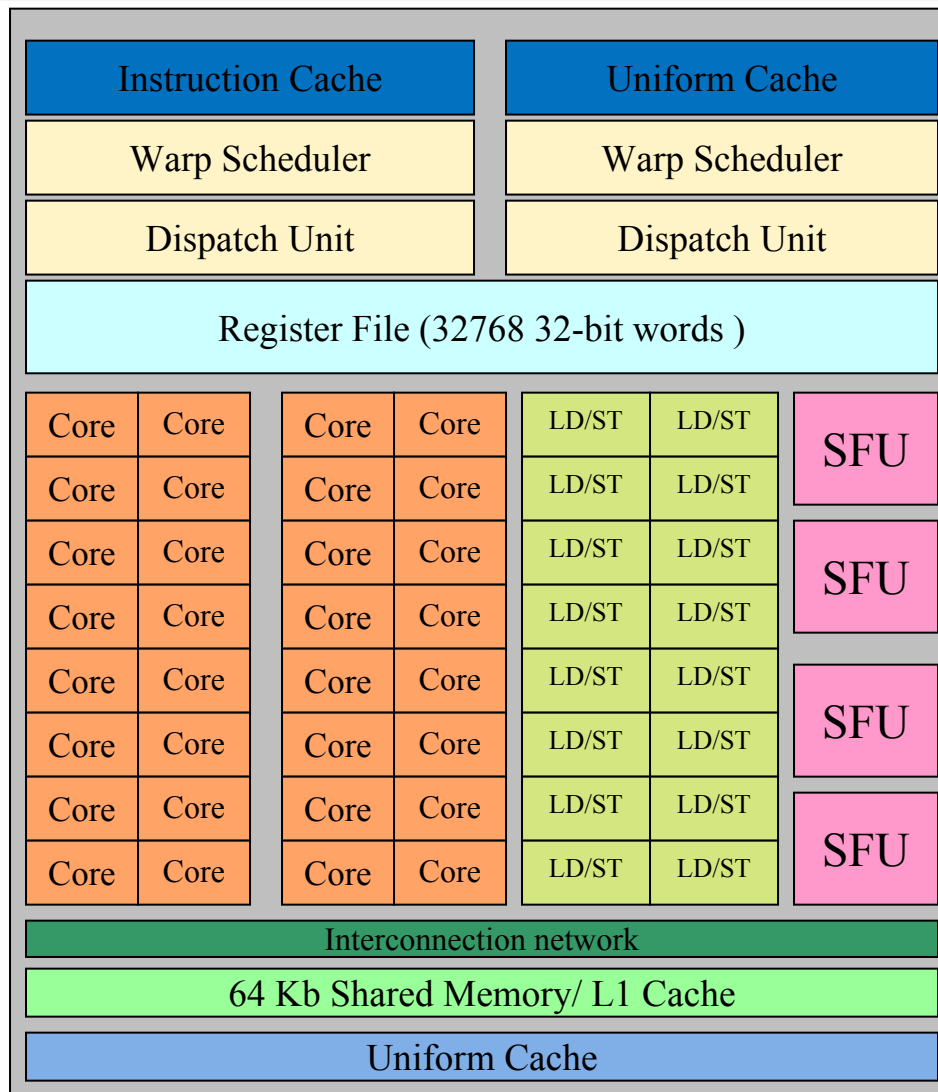 Instruction Cache Uniform Cache
Warp Scheduler Warp Scheduler
Dispatch Unit Dispatch Unit
Register File (32768 32-bit words )
Core Core Core Core LD/ST LD/ST SFU
Core Core Core Core LD/ST LD/ST
Core Core Core Core LD/ST LD/ST SFU
Core Core Core Core LD/ST LD/ST
Core Core Core Core LD/ST LD/ST SFU
Core Core Core Core LD/ST LD/ST
Core Core Core Core LD/ST LD/ST SFU
Core Core Core Core LD/ST LD/ST
Interconnection network
64 Kb Shared Memory/ L1 Cache
Uniform Cache